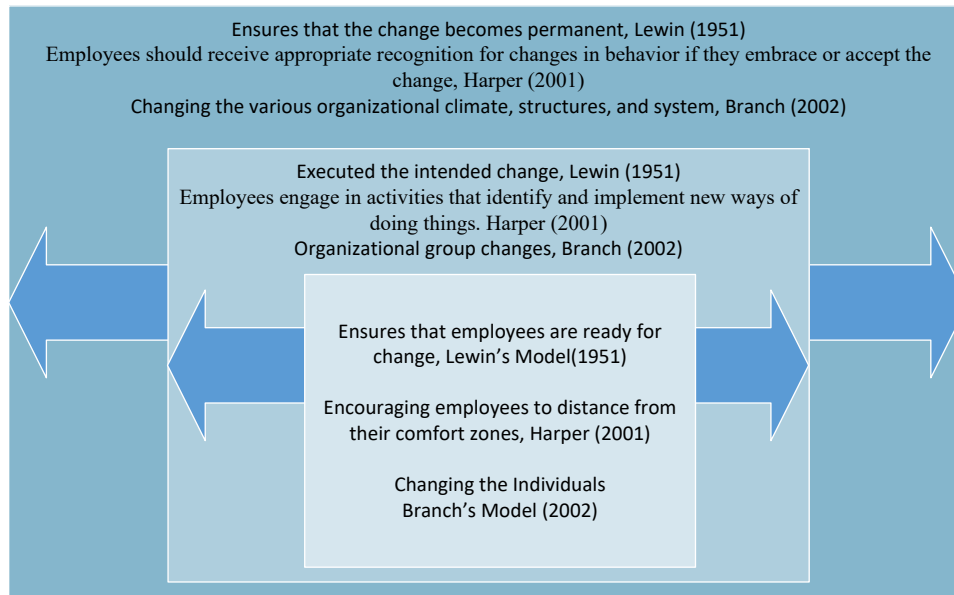 Ensures that the change becomes permanent, Lewin (1951)
Employees should receive appropriate recognition for changes in behavior if they embrace or accept the
change, Harper (2001)
Changing the various organizational climate, structures, and system, Branch (2002)
Executed the intended change, Lewin (1951)
Employees engage in activities that identify and implement new ways of
doing things. Harper (2001)
Organizational group changes, Branch (2002)
Ensures that employees are ready for
change, Lewin’s Model(1951)
Encouraging employees to distance from
their comfort zones, Harper (2001)
Changing the Individuals
Branch’s Model (2002)